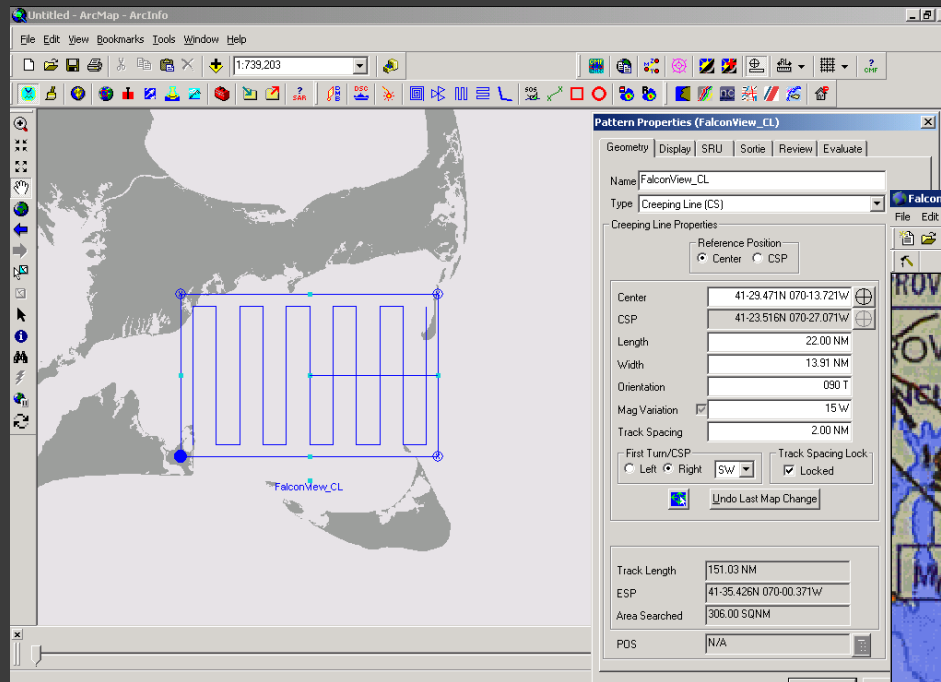 Untitled - ArcMap - ArcInfo
File Edit View Bookmarks Tools Window Help
1:739,203
?
CMF
?
SAR
DSC
SOS
nc
Pattern Properties (FalconView_CL)
Geometry Display SRU Sortie Review Evaluate
Name FalconView_CL
Type Creeping Line (CS)
Creeping Line Properties
Reference Position
Center CSP
Center 41-29.471N 070-13.721W
CSP 41-23.516N 070-27.071W
Length 22.00 NM
Width 13.91 NM
Orientation 090 T
Mag Variation 15 W
Track Spacing 2.00 NM
First Turn/CSP Track Spacing Lock
Left Right SW Locked
Undo Last Map Change
Track Length 151.03 NM
ESP 41-35.426N 070-00.371W
Area Searched 306.00 SQNM
POS N/A
FalconView_CL
Falcon
File Edit